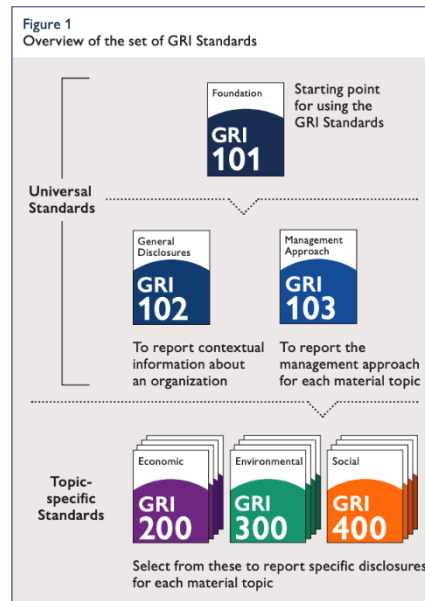 Figure 1
Overview of the set of GRI Standards
Foundation
GRI
101
Starting point
for using the
GRI Standards
Universal
Standards
General
Disclosures
GRI
102
Management
Approach
GRI
103
To report contextual
information about
an organization
To report the
management approach
for each material topic
Topic-
specific
Standards
Economic
GRI
200
Environmental
GRI
300
Social
GRI
400
Select from these to report specific disclosures
for each material topic